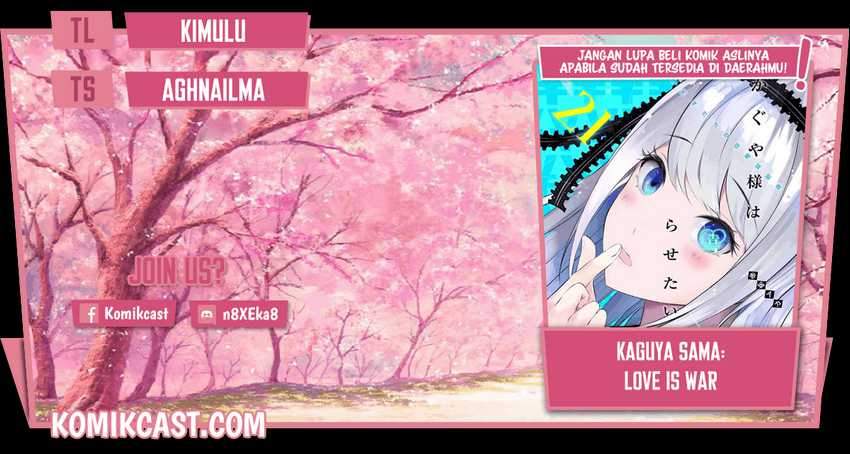 TL
KIMULU
TS
AGHNAILMA
JANGAN LUPA BELI KOMIK ASLINYA
APABILA SUDAH TERSEDIA DI DAERAHMU!
21
かぐや様は
らせたい
JOIN US?
Komikcast
n8XEka8
KAGUYA SAMA:
LOVE IS WAR
KOMIKCAST.COM